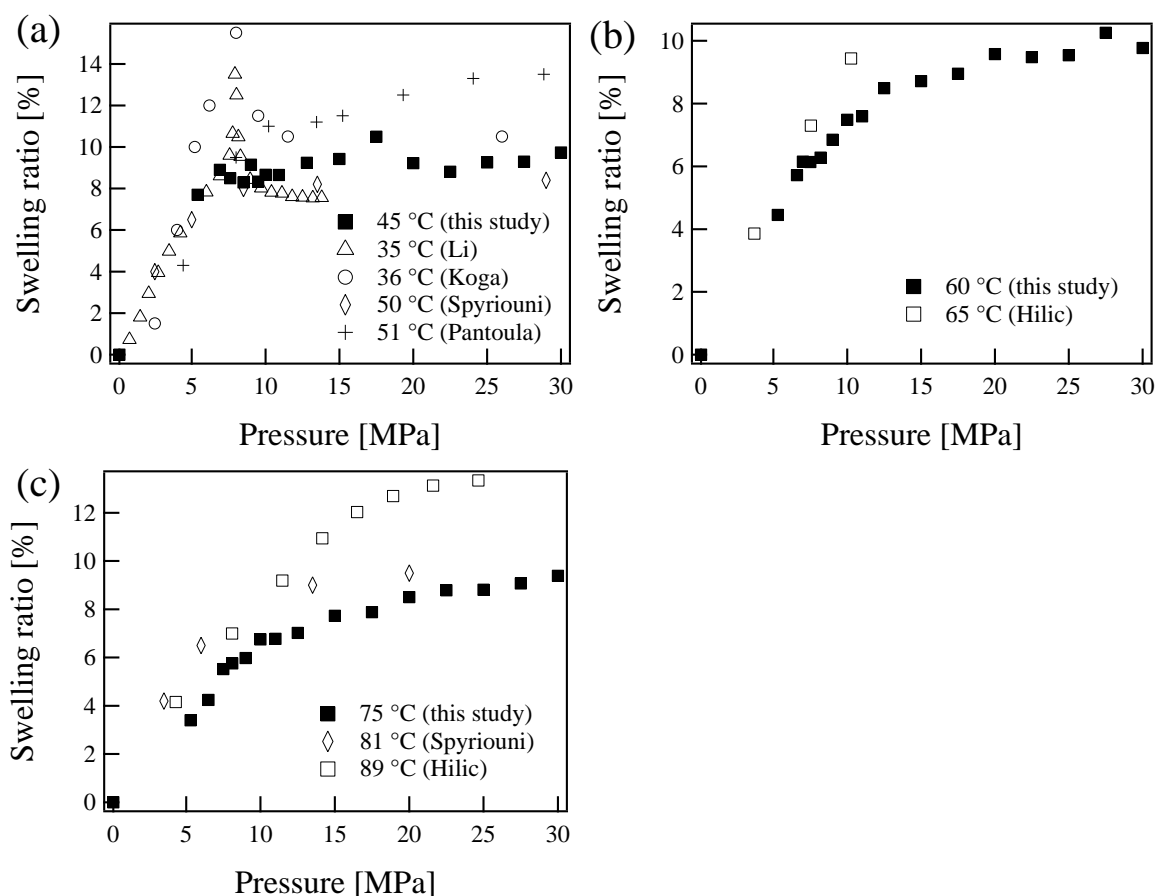 (a)
Swelling ratio [%]
14
12
10
8
6
4
2
0
45 °C (this study)
35 °C (Li)
36 °C (Koga)
50 °C (Spyriouni)
51 °C (Pantoula)
0 5 10 15 20 25 30
Pressure [MPa]
(b)
Swelling ratio [%]
10
8
6
4
2
0
60 °C (this study)
65 °C (Hilic)
0 5 10 15 20 25 30
Pressure [MPa]
(c)
Swelling ratio [%]
12
10
8
6
4
2
0
75 °C (this study)
81 °C (Spyriouni)
89 °C (Hilic)
0 5 10 15 20 25 30
Pressure [MPa]